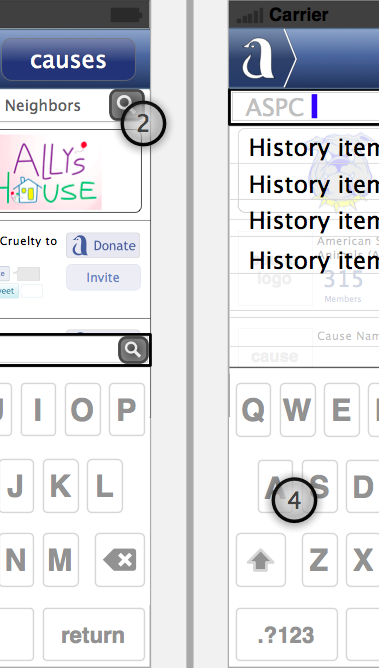 causes
Neighbors
2
ALLY's
HOUSE
Cruelty to
Donate
Invite
I O P
J K L
N M
return
Carrier
a
ASPC
History item
History item
History item
History item
American S
315
logo
Members
Cause Nam
cause
Q W E
A S D
4
Z X
.?123